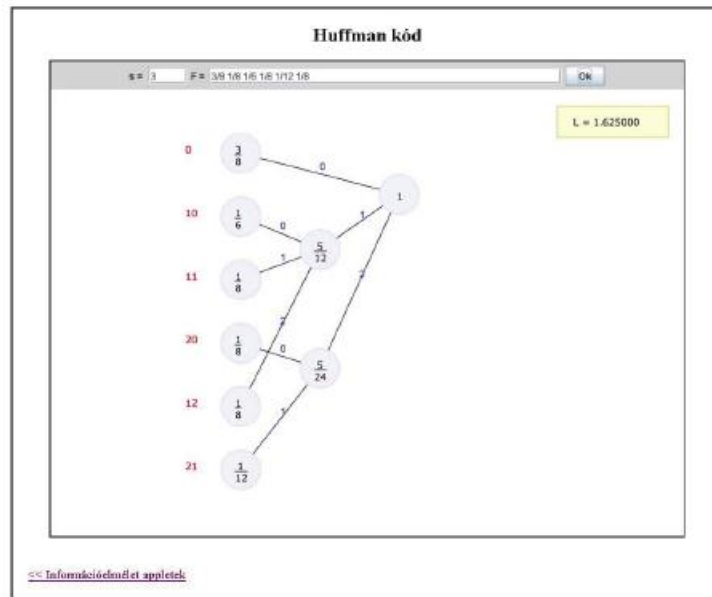 Huffman kód
s = 3 F = 3/8 1/8 1/6 1/8 1/12 1/8 Ok
L = 1.625000
0 3/8 0
1
10 1/6 0 1
5/12
11 1/8 1
2
2
20 1/8 0
5/24
12 1/8
1
21 1/12
<< Információelmélet appletek